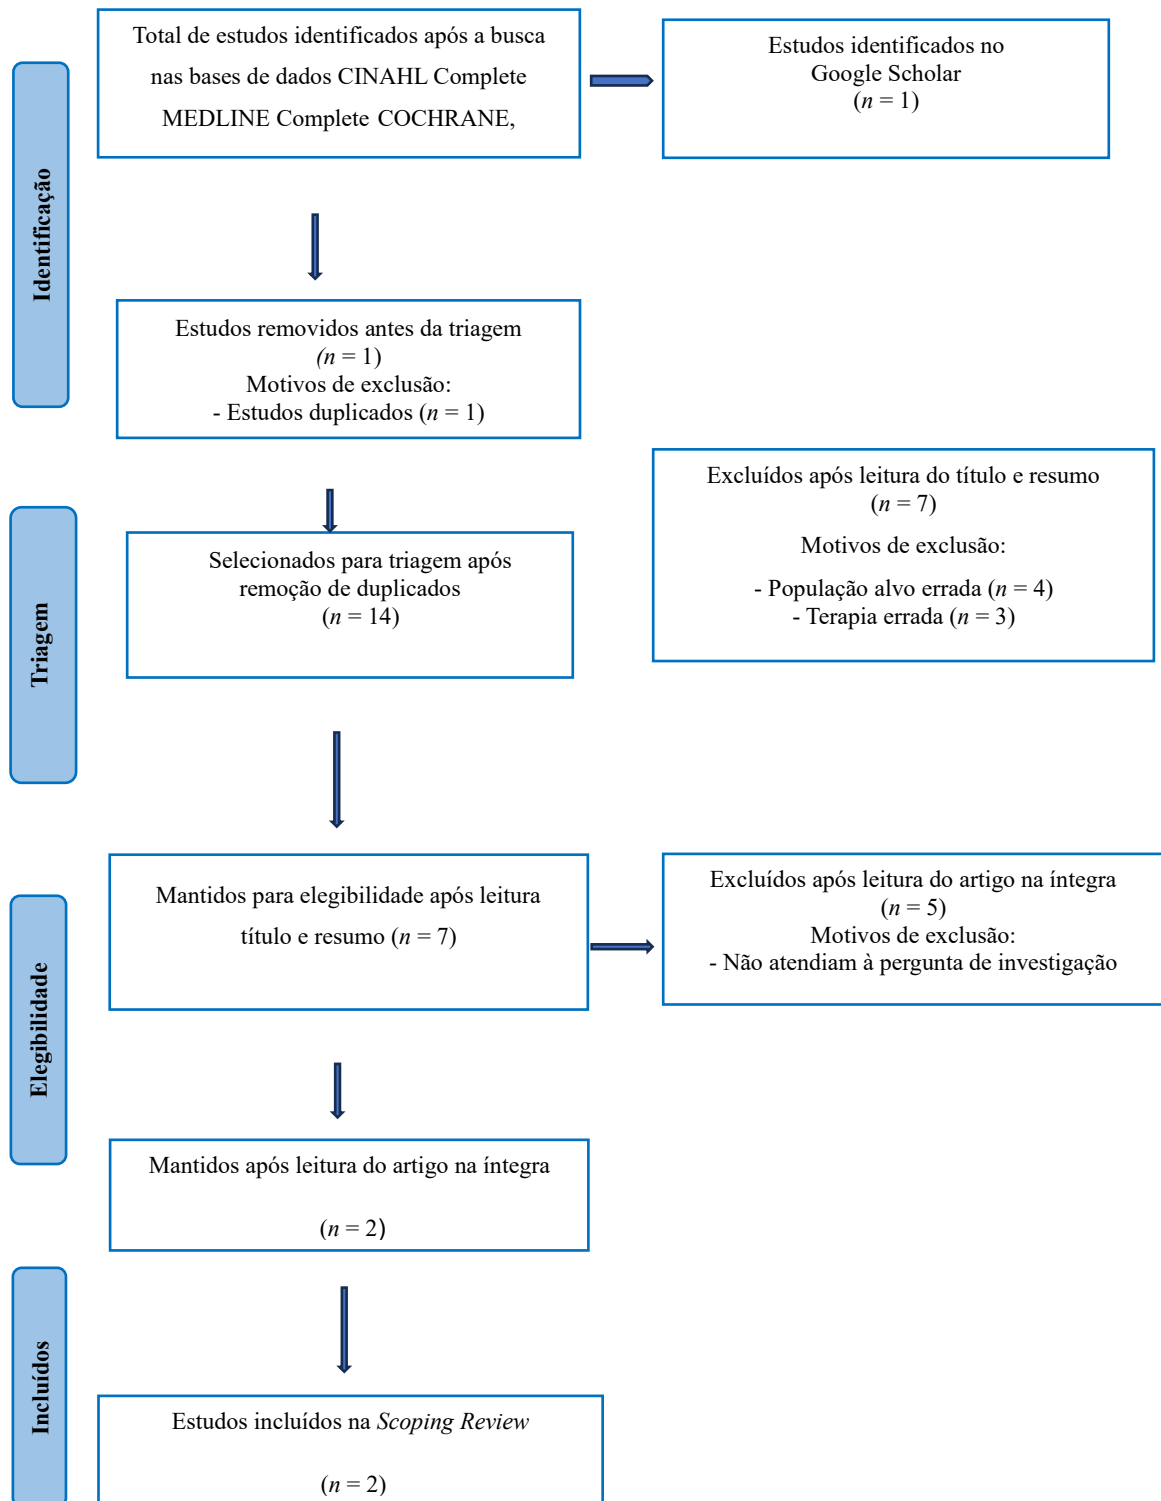 Identificação
Total de estudos identificados após a busca
nas bases de dados CINAHL Complete
MEDLINE Complete COCHRANE,
Estudos identificados no
Google Scholar
(n = 1)
Estudos removidos antes da triagem
(n = 1)
Motivos de exclusão:
- Estudos duplicados (n = 1)
Triagem
Selecionados para triagem após
remoção de duplicados
(n = 14)
Excluídos após leitura do título e resumo
(n = 7)
Motivos de exclusão:
- População alvo errada (n = 4)
- Terapia errada (n = 3)
Elegibilidade
Mantidos para elegibilidade após leitura
título e resumo (n = 7)
Excluídos após leitura do artigo na íntegra
(n = 5)
Motivos de exclusão:
- Não atendiam à pergunta de investigação
Mantidos após leitura do artigo na íntegra
(n = 2)
Incluídos
Estudos incluídos na Scoping Review
(n = 2)